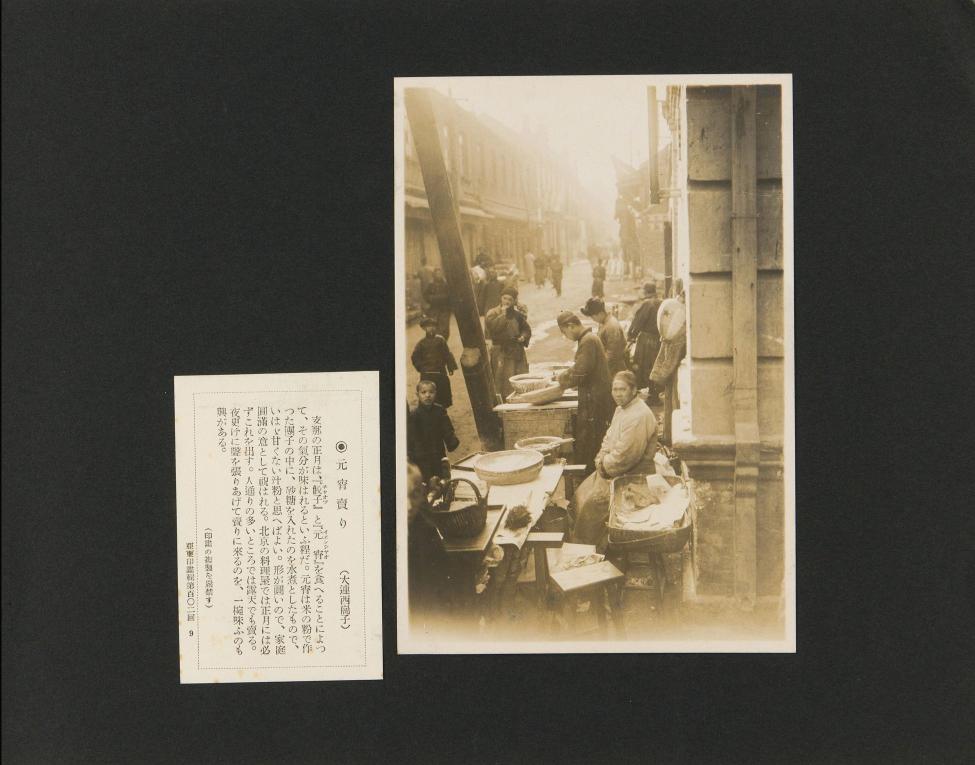 ◉元宵賣り (大連西崗子)
支那の正月は、『餃子』と『元宵』を食べることによつ
て、その氣分が味はれるといふ程だ。元宵は米の粉で作
つた團子の中に、砂糖を入れたのを水煮としたもので、
いはゞ甘くない汁粉と思へばよい。形が圓いので、家庭
圓滿の意として祝はれる。北京の料理屋では正月には必
ずこれを出す。人通りの多いところでは露天でも賣る。
夜更けに聲を張りあげて賣りに來るのを、一椀味ふのも
興がある。
(印畫の複製を嚴禁す)
亞東印畫輯第百〇二回 9